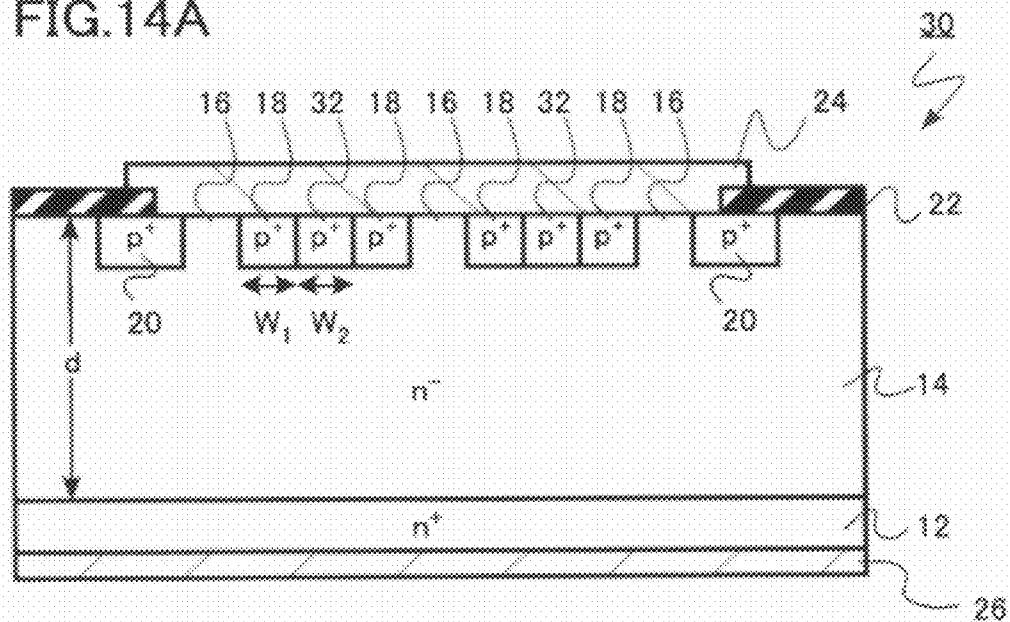 FIG.14A
30
16 18 32 18 16 18 32 18 16 24
22
p+ p+ p+ p+ p+ p+ p+ p+
20 W1 W2 20
d
n- 14
n+ 12
26